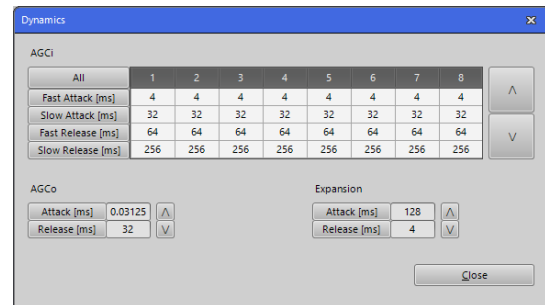 Dynamics
AGCi
All 1 2 3 4 5 6 7 8
Fast Attack [ms] 4 4 4 4 4 4 4 4
Slow Attack [ms] 32 32 32 32 32 32 32 32
Fast Release [ms] 64 64 64 64 64 64 64 64
Slow Release [ms] 256 256 256 256 256 256 256 256
AGCo Expansion
Attack [ms] 0.03125 Attack [ms] 128
Release [ms] 32 Release [ms] 4
Close